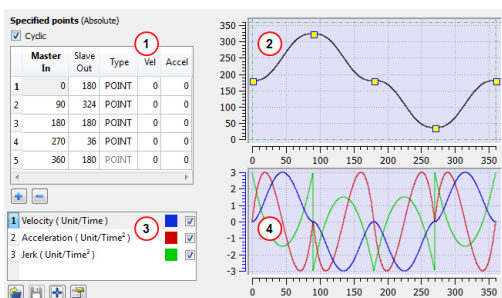 Specified points (Absolute)
Cyclic
Master In Slave Out Type Vel Accel
1 0 180 POINT 0 0
2 90 324 POINT 0 0
3 180 180 POINT 0 0
4 270 36 POINT 0 0
5 360 180 POINT 0 0
1
1 Velocity ( Unit/Time )
2 Acceleration ( Unit/Time² )
3 Jerk ( Unit/Time³ )
3
350
300
250
200
150
100
50
0
2
0 50 100 150 200 250 300 350
3
2
1
0
-1
-2
-3
4
0 50 100 150 200 250 300 350